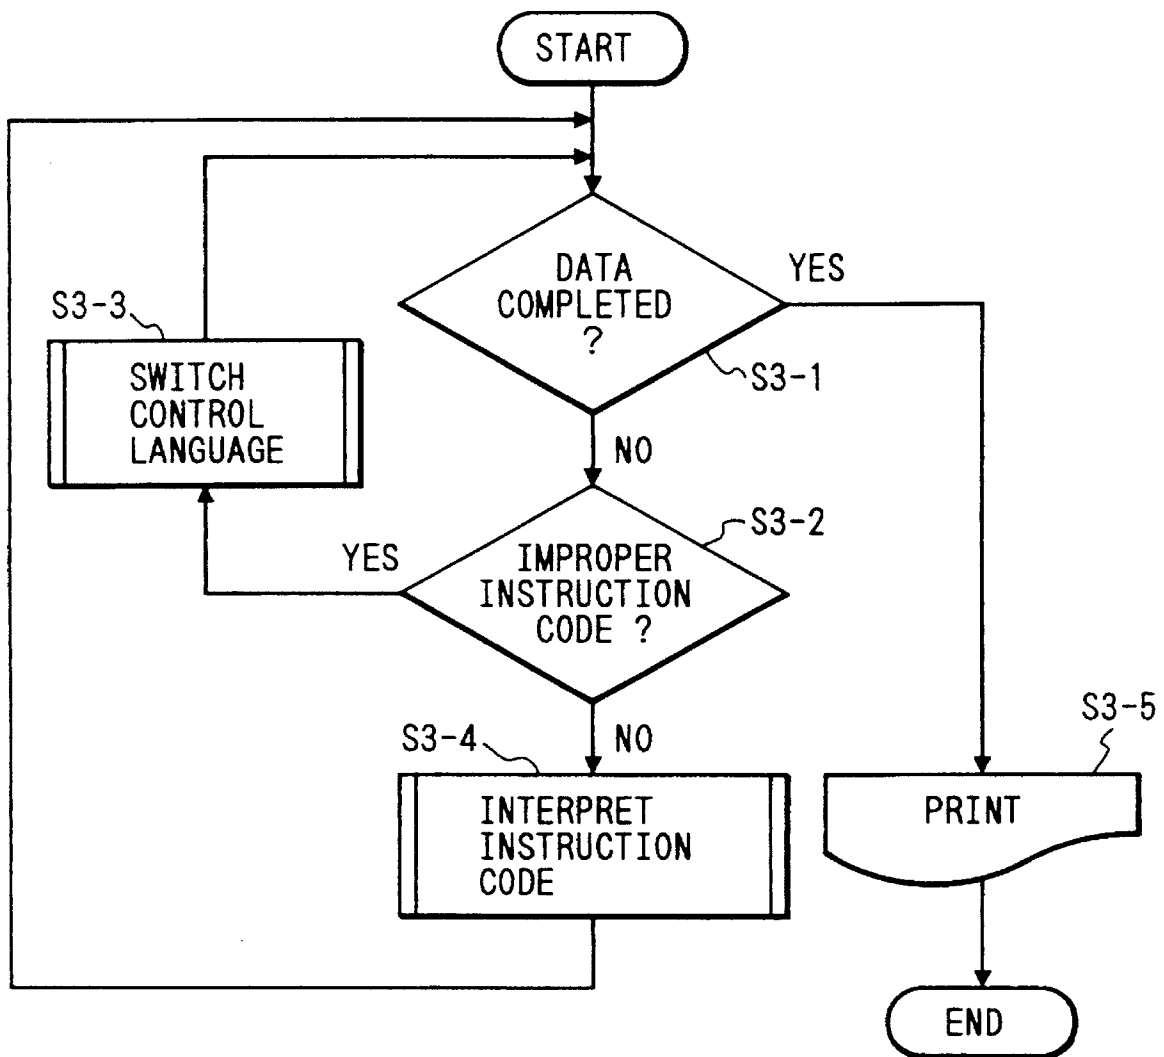 START
DATA
COMPLETED
?
YES
S3-1
S3-3
SWITCH
CONTROL
LANGUAGE
NO
S3-2
YES
IMPROPER
INSTRUCTION
CODE ?
NO
S3-4
INTERPRET
INSTRUCTION
CODE
S3-5
PRINT
END